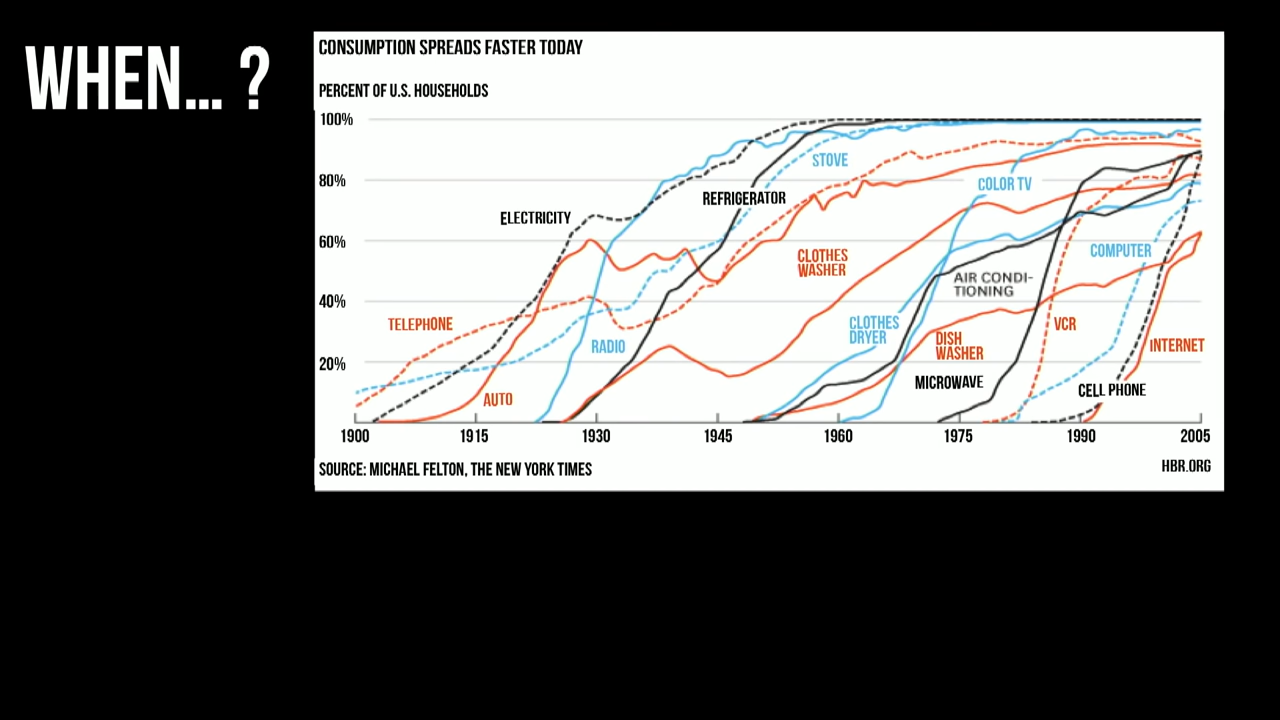 WHEN... ?
CONSUMPTION SPREADS FASTER TODAY
PERCENT OF U.S. HOUSEHOLDS
100%
80%
60%
40%
20%
STOVE
COLOR TV
REFRIGERATOR
ELECTRICITY
CLOTHES
WASHER
COMPUTER
AIR CONDI-
TIONING
TELEPHONE
CLOTHES
DRYER
VCR
RADIO
DISH
WASHER
INTERNET
MICROWAVE
CELL PHONE
AUTO
1900 1915 1930 1945 1960 1975 1990 2005
SOURCE: MICHAEL FELTON, THE NEW YORK TIMES
HBR.ORG